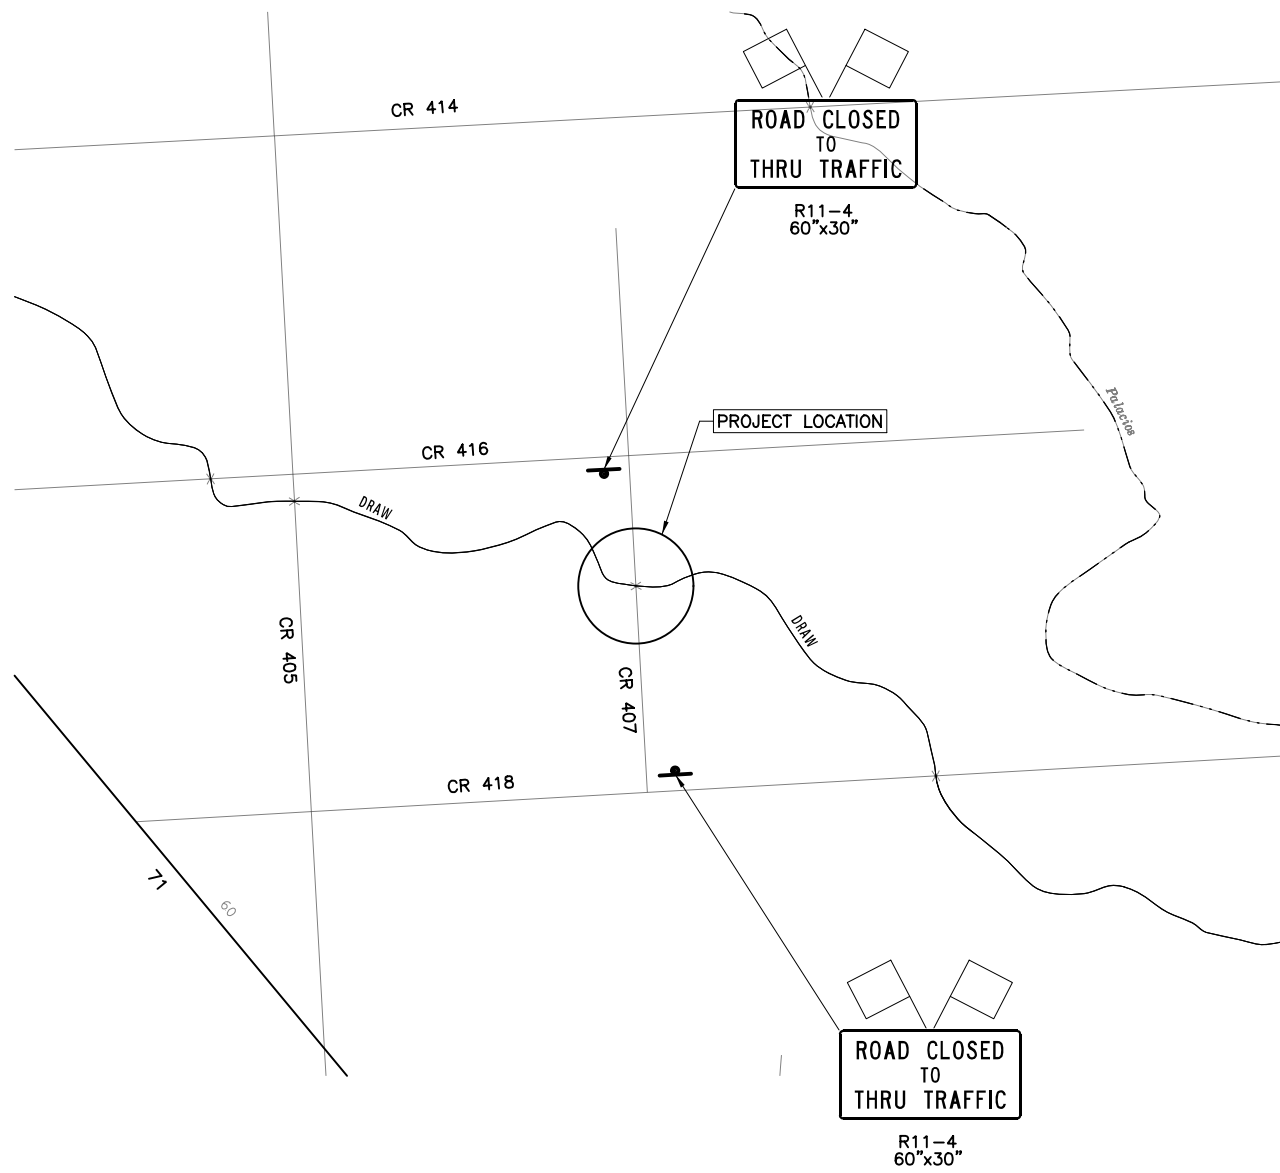 CR 414
ROAD CLOSED
TO
THRU TRAFFIC
R11-4
60"x30"
Palacios
PROJECT LOCATION
CR 416
DRAW
DRAW
CR 405
CR 407
CR 418
71
60
ROAD CLOSED
TO
THRU TRAFFIC
R11-4
60"x30"